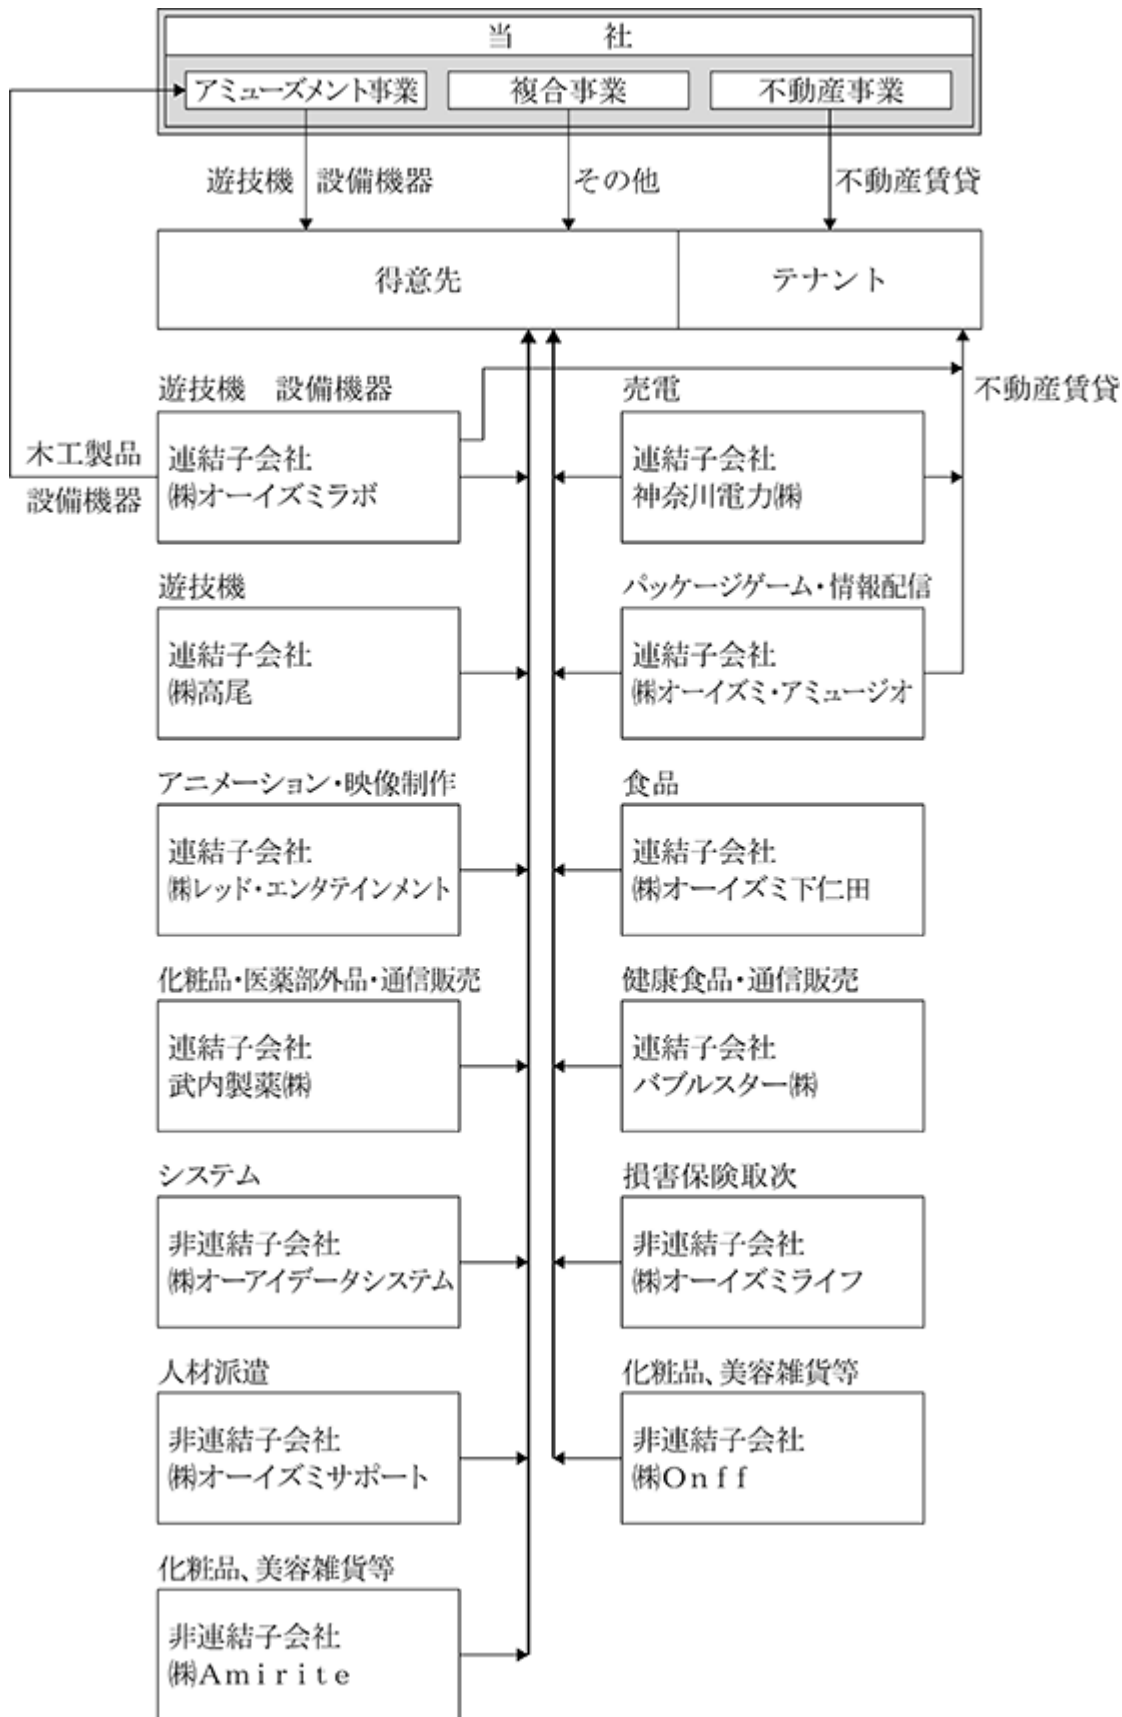 当　　　社
アミューズメント事業
複合事業
不動産事業
遊技機　設備機器
その他
不動産賃貸
得意先
テナント
遊技機　設備機器
売電
不動産賃貸
木工製品
設備機器
連結子会社
㈱オーイズミラボ
連結子会社
神奈川電力㈱
遊技機
パッケージゲーム・情報配信
連結子会社
㈱高尾
連結子会社
㈱オーイズミ・アミュージオ
アニメーション・映像制作
食品
連結子会社
㈱レッド・エンタテインメント
連結子会社
㈱オーイズミ下仁田
化粧品・医薬部外品・通信販売
健康食品・通信販売
連結子会社
武内製薬㈱
連結子会社
バブルスター㈱
システム
損害保険取次
非連結子会社
㈱オーアイデータシステム
非連結子会社
㈱オーイズミライフ
人材派遣
化粧品、美容雑貨等
非連結子会社
㈱オーイズミサポート
非連結子会社
㈱Ｏｎｆｆ
化粧品、美容雑貨等
非連結子会社
㈱Ａｍｉｒｉｔｅ